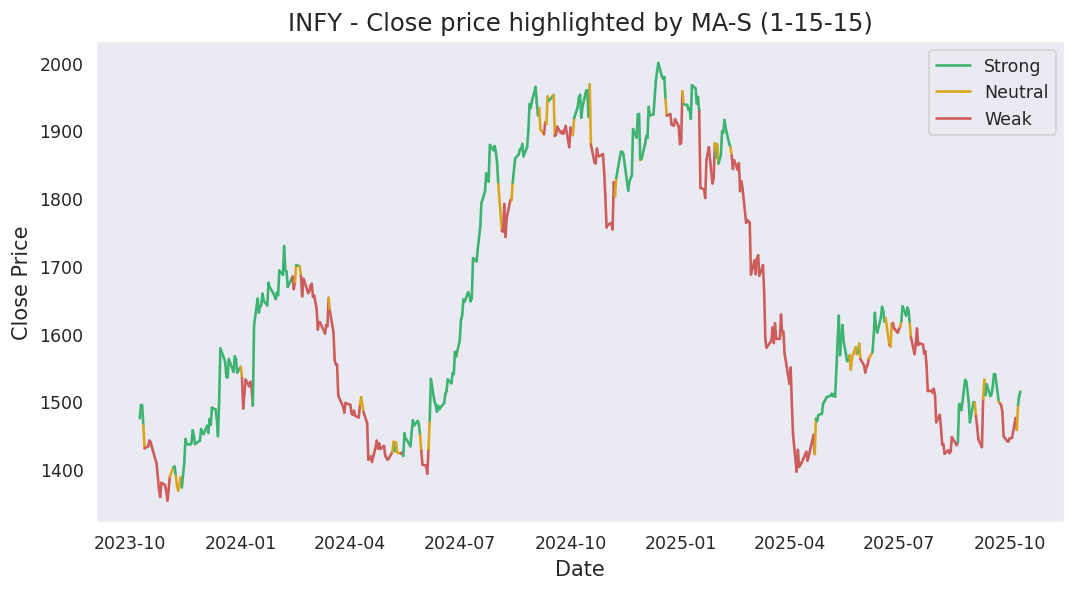 INFY - Close price highlighted by MA-S (1-15-15)
Strong
Neutral
Weak
Close Price
2000
1900
1800
1700
1600
1500
1400
2023-10 2024-01 2024-04 2024-07 2024-10 2025-01 2025-04 2025-07 2025-10
Date